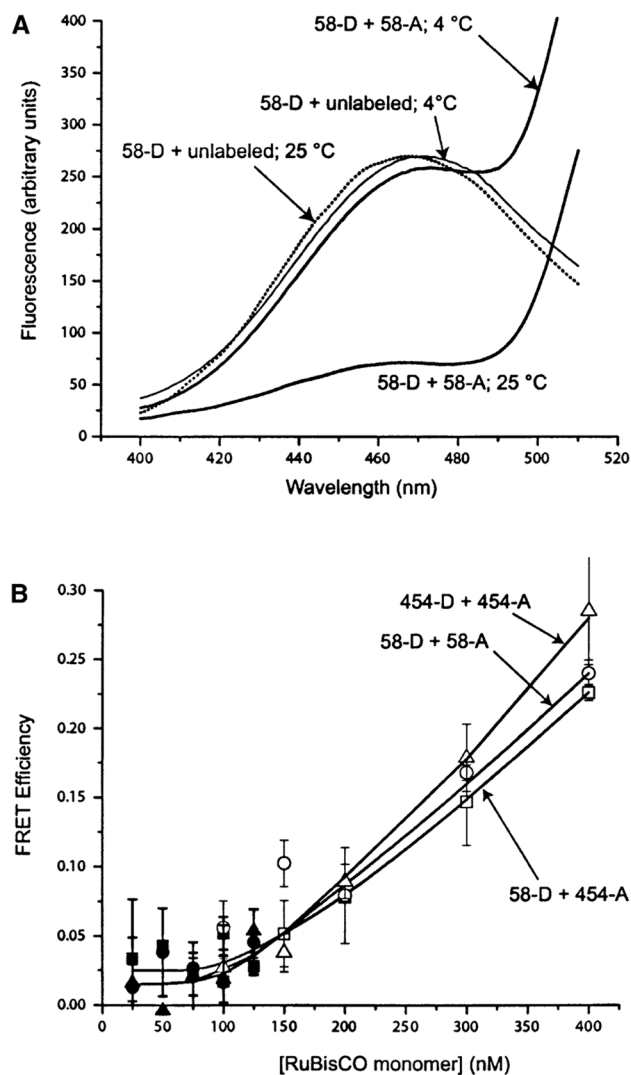 A
400
350
300
250
200
150
100
50
0
Fluorescence (arbitrary units)
58-D + 58-A; 4 °C
58-D + unlabeled; 4°C
58-D + unlabeled; 25 °C
58-D + 58-A; 25 °C
400 420 440 460 480 500 520
Wavelength (nm)
B
0.30
0.25
0.20
0.15
0.10
0.05
0.00
FRET Efficiency
454-D + 454-A
58-D + 58-A
58-D + 454-A
0 50 100 150 200 250 300 350 400
[RuBisCO monomer] (nM)